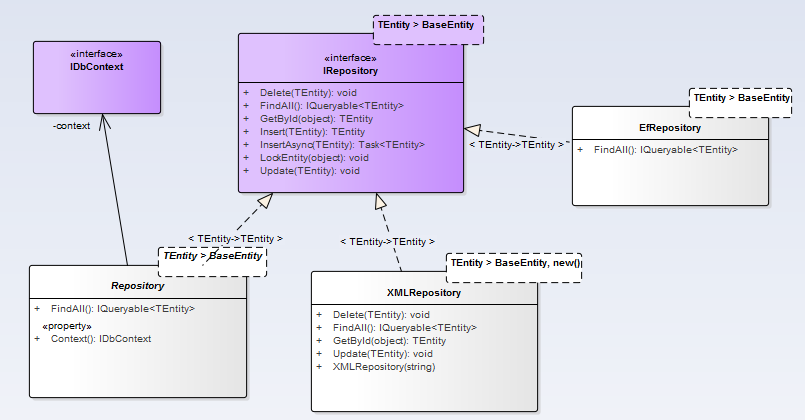 TEntity > BaseEntity
«interface»
IDbContext
«interface»
IRepository
+ Delete(TEntity): void
+ FindAll(): IQueryable<TEntity>
+ GetById(object): TEntity
+ Insert(TEntity): TEntity
+ InsertAsync(TEntity): Task<TEntity>
+ LockEntity(object): void
+ Update(TEntity): void
TEntity > BaseEntity
EfRepository
+ FindAll(): IQueryable<TEntity>
-context
< TEntity->TEntity >
< TEntity->TEntity >
< TEntity->TEntity >
TEntity > BaseEntity
Repository
+ FindAll(): IQueryable<TEntity>
«property»
+ Context(): IDbContext
TEntity > BaseEntity, new()
XMLRepository
+ Delete(TEntity): void
+ FindAll(): IQueryable<TEntity>
+ GetById(object): TEntity
+ Update(TEntity): void
+ XMLRepository(string)